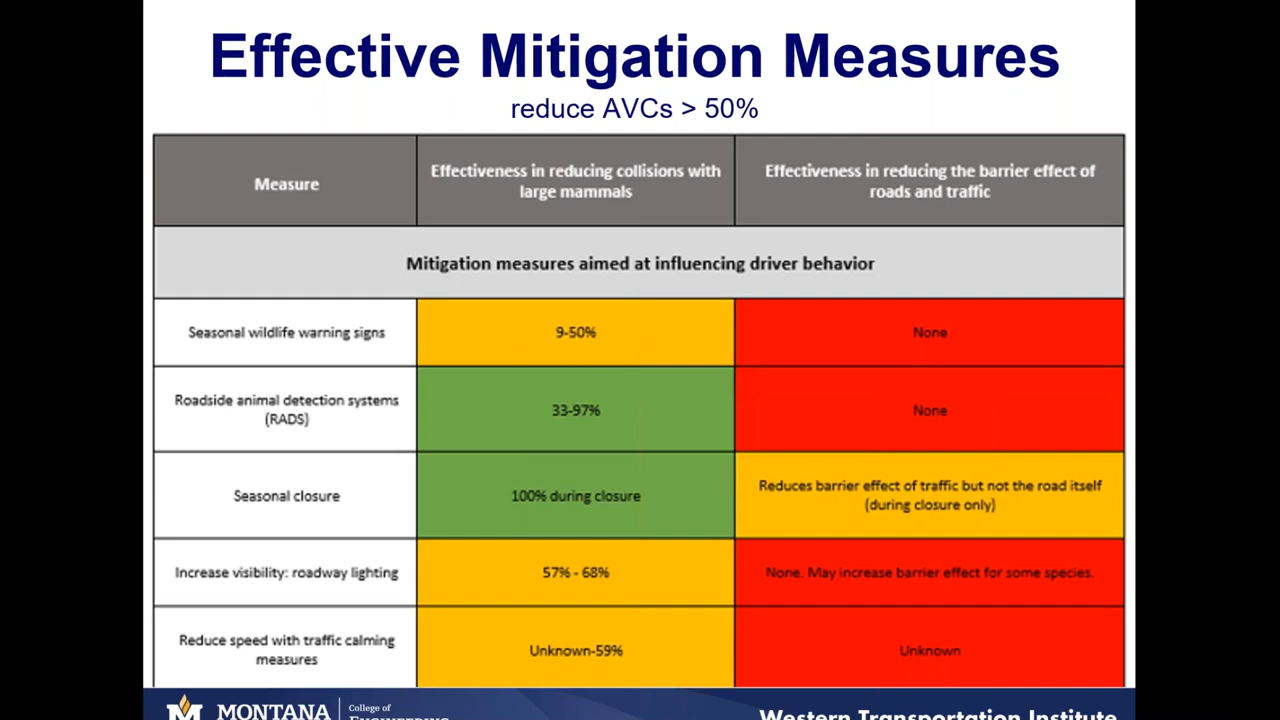 Effective Mitigation Measures
reduce AVCs > 50%
Measure
Effectiveness in reducing collisions with
large mammals
Effectiveness in reducing the barrier effect of
roads and traffic
Mitigation measures aimed at influencing driver behavior
Seasonal wildlife warning signs
9-50%
None
Roadside animal detection systems
(RADS)
33-97%
None
Seasonal closure
100% during closure
Reduces barrier effect of traffic but not the road itself
(during closure only)
Increase visibility: roadway lighting
57% - 68%
None. May increase barrier effect for some species.
Reduce speed with traffic calming
measures
Unknown-59%
Unknown
M
MONTANA
College of
ENGINEERING
Western Transportation Institute